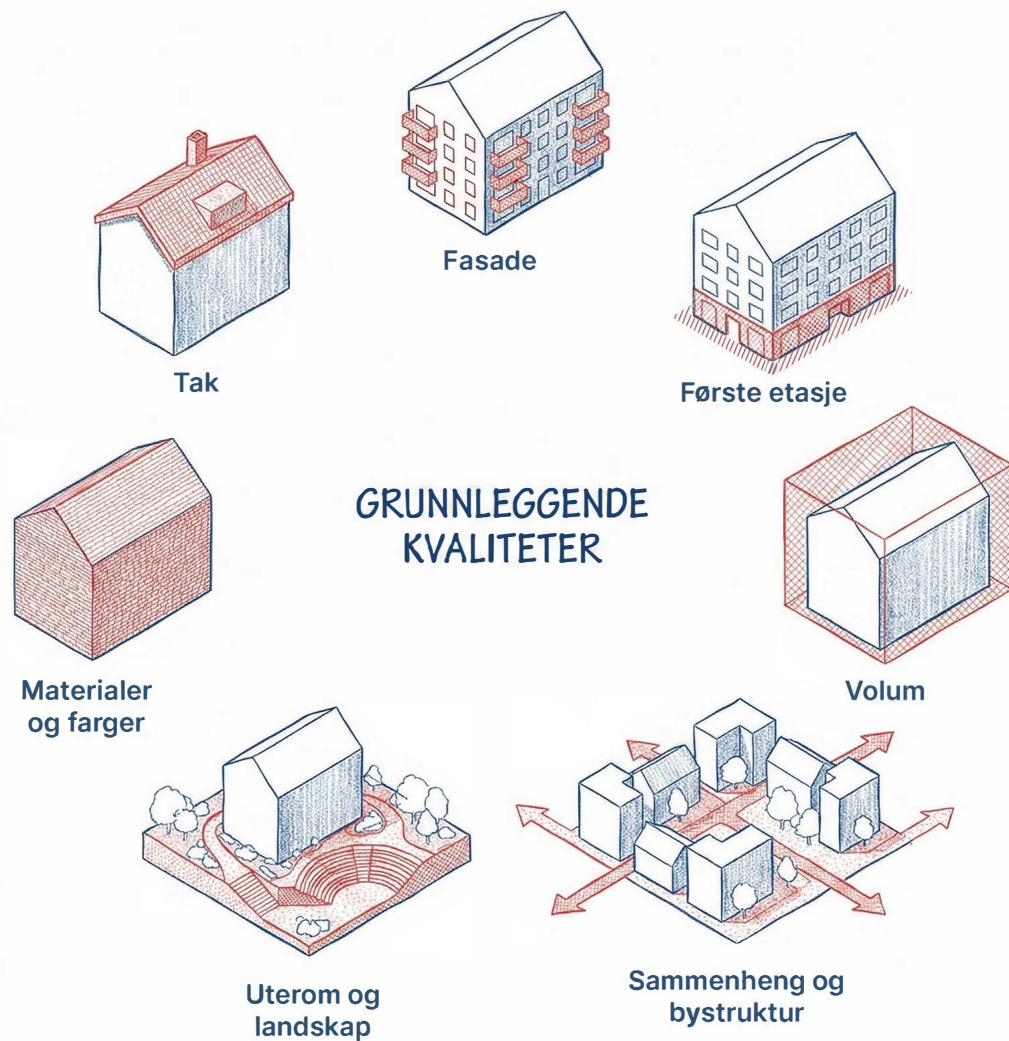 Fasade
Tak
Første etasje
GRUNNLEGGENDE
KVALITETER
Materialer
og farger
Volum
Uterom og
landskap
Sammenheng og
bystruktur